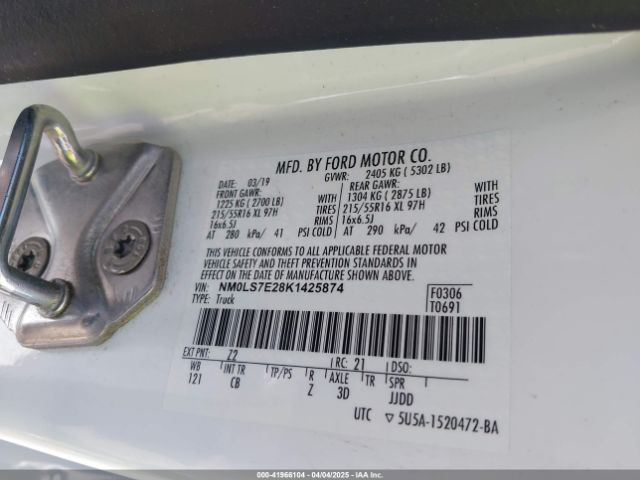 MFD. BY FORD MOTOR CO.
DATE: 03/19 GVWR: 2405 KG ( 5302 LB)
FRONT GAWR: REAR GAWR:
1225 KG ( 2700 LB) WITH 1304 KG ( 2875 LB) WITH
215/55R16 XL 97H TIRES 215/55R16 XL 97H TIRES
16x6.5J RIMS 16x6.5J RIMS
AT 280 kPa/ 41 PSI COLD AT 290 kPa/ 42 PSI COLD
THIS VEHICLE CONFORMS TO ALL APPLICABLE FEDERAL MOTOR
VEHICLE SAFETY AND THEFT PREVENTION STANDARDS IN
EFFECT ON THE DATE OF MANUFACTURE SHOWN ABOVE.
VIN: NM0LS7E28K1425874 F0306
TYPE: Truck T0691
EXT PNT: Z2 RC: 21 DSO:
WB INT TR TP/PS R AXLE TR SPR
121 CB Z 3D JJDD
UTC ▽ 5U5A-1520472-BA
000-41966104 - 04/04/2025 - IAAI.COM